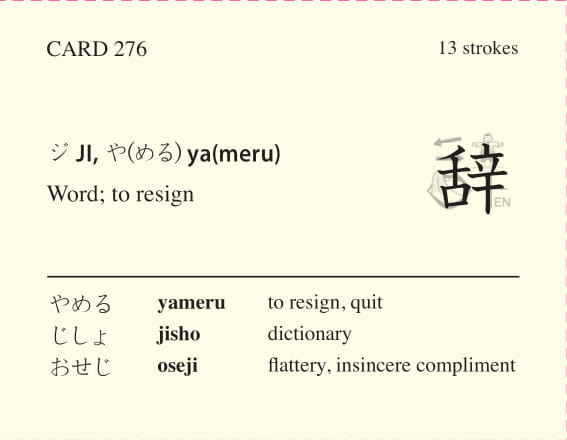 CARD 276
13 strokes
ジ JI, や(める) ya(meru)
Word; to resign
辞
EN
やめる yameru to resign, quit
じしょ jisho dictionary
おせじ oseji flattery, insincere compliment